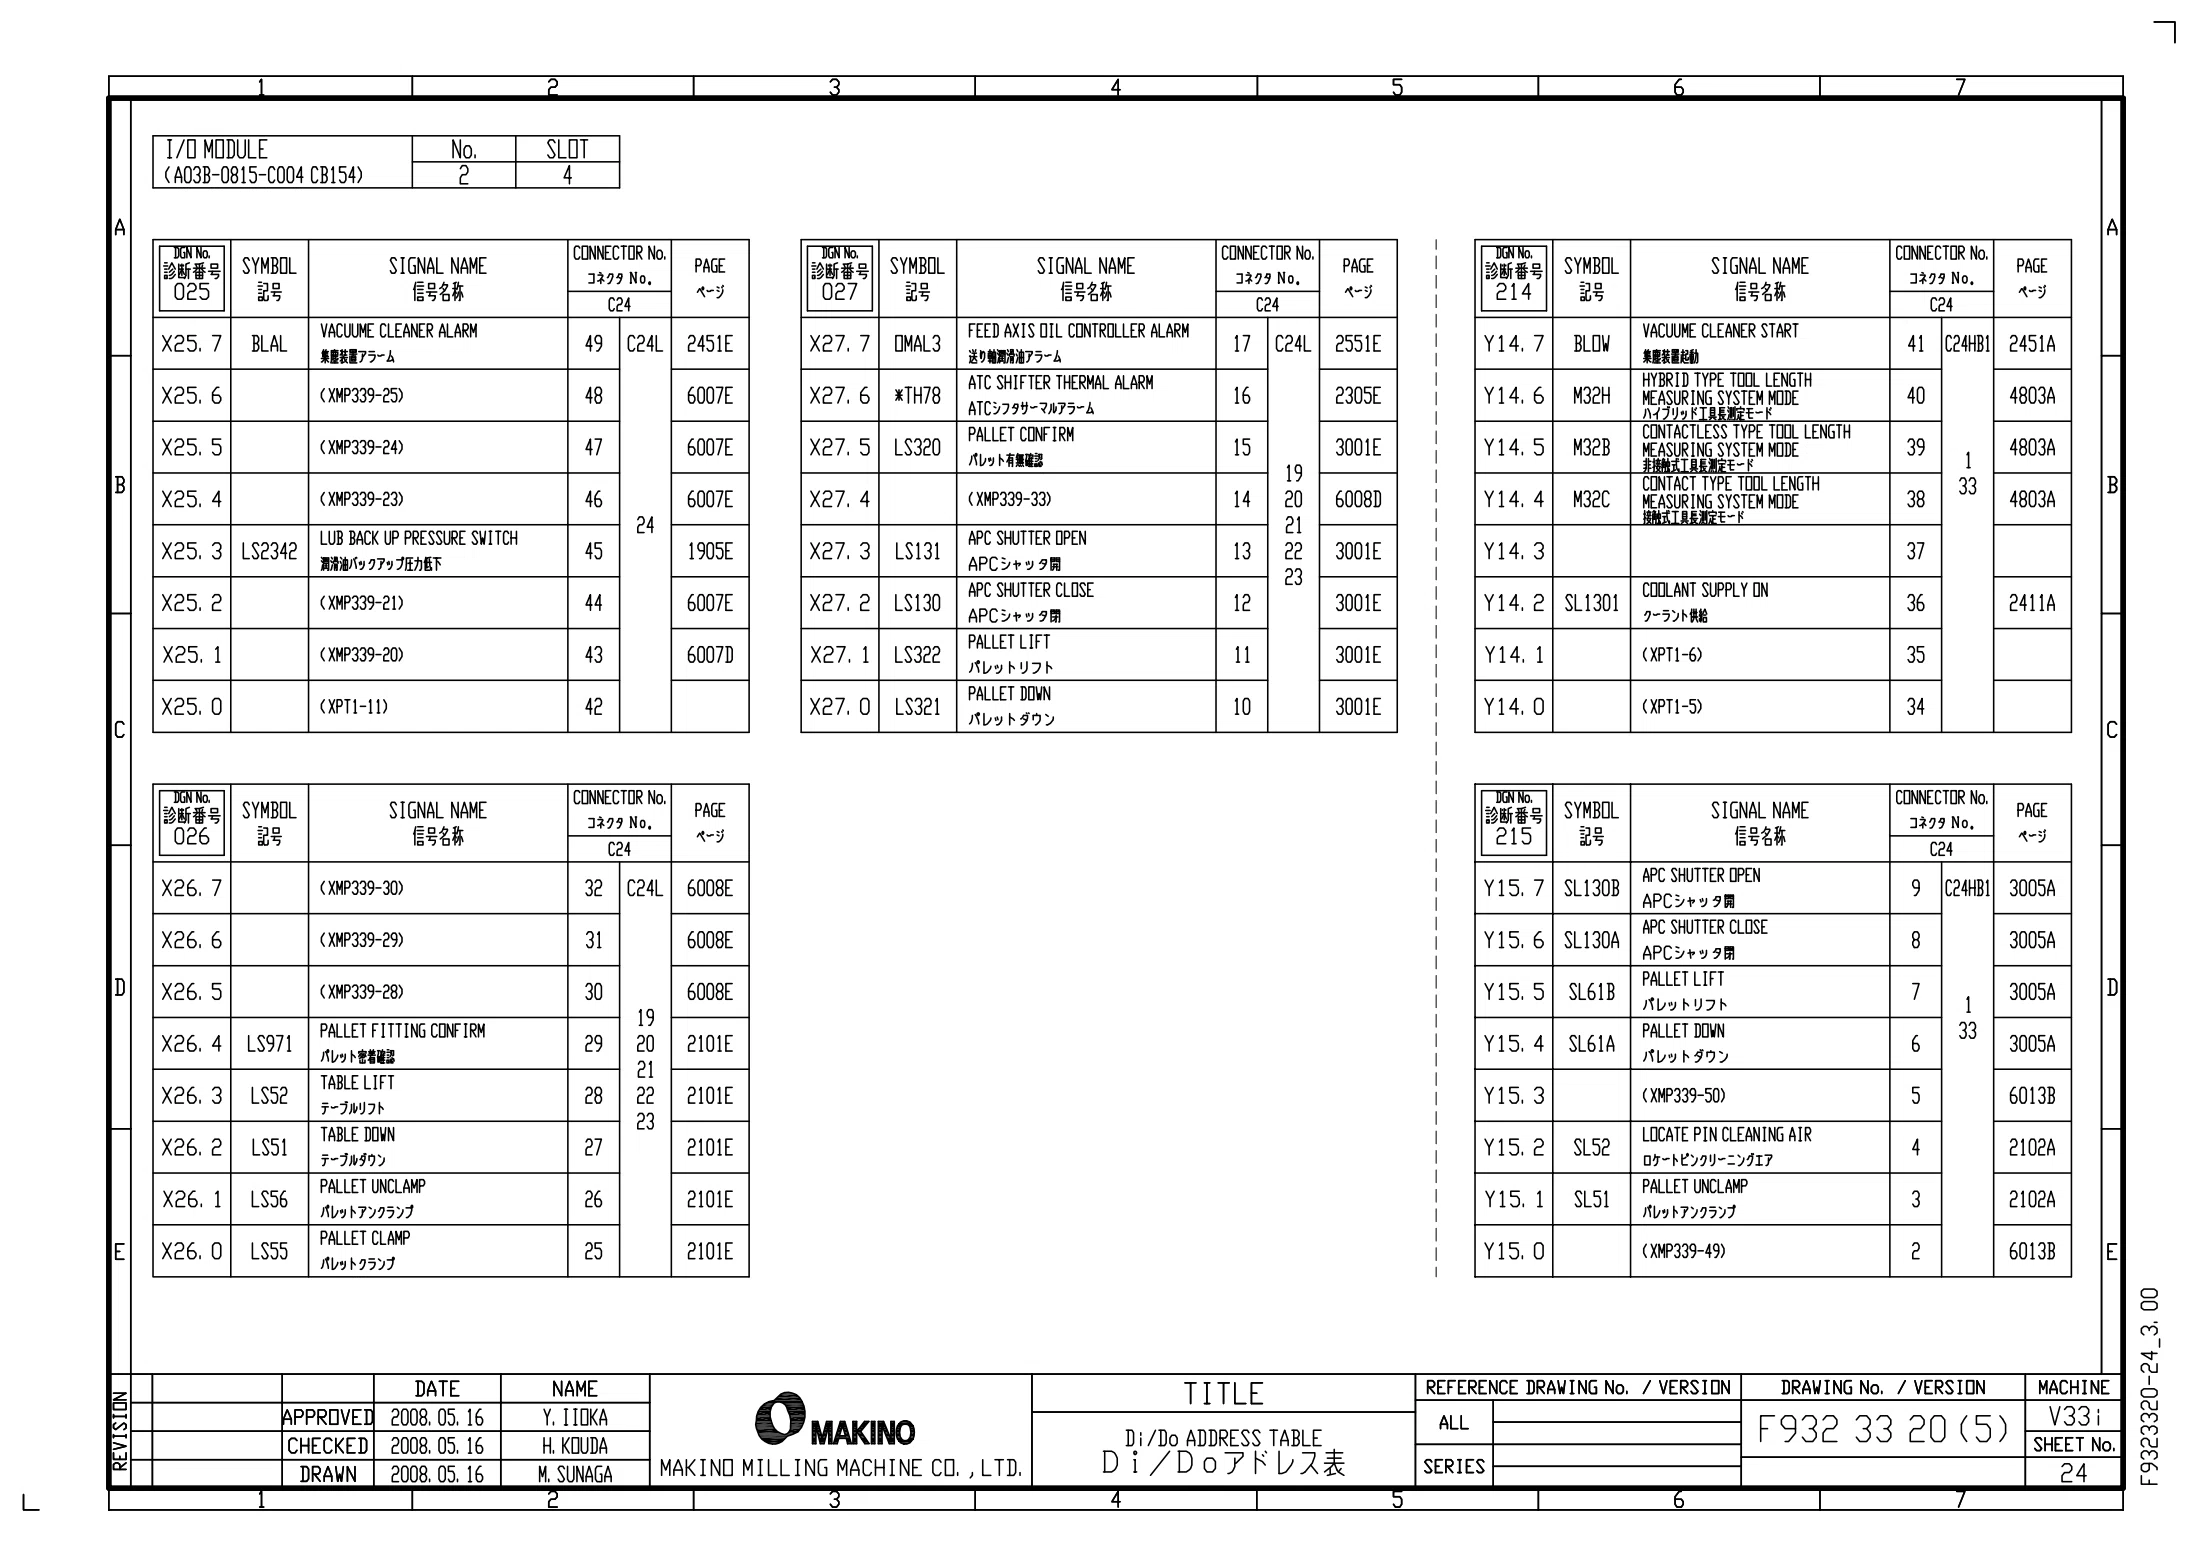 1 2 3 4 5 6 7
I/O MODULE No. SLOT
(A03B-0815-C004 CB154) 2 4
A A
B B
C C
D D
E E
DGN No. 診断番号 025 SYMBOL 記号 SIGNAL NAME 信号名称 CONNECTOR No. コネクタ No. C24 PAGE ページ
X25. 7 BLAL VACUUME CLEANER ALARM 49 C24L 2451E
集塵装置アラーム
X25. 6 (XMP339-25) 48 6007E
X25. 5 (XMP339-24) 47 6007E
X25. 4 (XMP339-23) 46 6007E
24
X25. 3 LS2342 LUB BACK UP PRESSURE SWITCH 45 1905E
潤滑油バックアップ圧力低下
X25. 2 (XMP339-21) 44 6007E
X25. 1 (XMP339-20) 43 6007D
X25. 0 (XPT1-11) 42
DGN No. 診断番号 027 SYMBOL 記号 SIGNAL NAME 信号名称 CONNECTOR No. コネクタ No. C24 PAGE ページ
X27. 7 OMAL3 FEED AXIS OIL CONTROLLER ALARM 17 C24L 2551E
送り軸潤滑油アラーム
X27. 6 *TH78 ATC SHIFTER THERMAL ALARM 16 2305E
ATCシフタサーマルアラーム
X27. 5 LS320 PALLET CONFIRM 15 3001E
パレット有無確認
X27. 4 (XMP339-33) 14 6008D
19
20
21
22
23
X27. 3 LS131 APC SHUTTER OPEN 13 3001E
APCシャッタ開
X27. 2 LS130 APC SHUTTER CLOSE 12 3001E
APCシャッタ閉
X27. 1 LS322 PALLET LIFT 11 3001E
パレットリフト
X27. 0 LS321 PALLET DOWN 10 3001E
パレットダウン
DGN No. 診断番号 214 SYMBOL 記号 SIGNAL NAME 信号名称 CONNECTOR No. コネクタ No. C24 PAGE ページ
Y14. 7 BLOW VACUUME CLEANER START 41 C24HB1 2451A
集塵装置起動
Y14. 6 M32H HYBRID TYPE TOOL LENGTH 40 4803A
MEASURING SYSTEM MODE
ハイブリッド工具長測定モード
Y14. 5 M32B CONTACTLESS TYPE TOOL LENGTH 39 4803A
MEASURING SYSTEM MODE
非接触式工具長測定モード
1
33
Y14. 4 M32C CONTACT TYPE TOOL LENGTH 38 4803A
MEASURING SYSTEM MODE
接触式工具長測定モード
Y14. 3 37
Y14. 2 SL1301 COOLANT SUPPLY ON 36 2411A
クーラント供給
Y14. 1 (XPT1-6) 35
Y14. 0 (XPT1-5) 34
DGN No. 診断番号 026 SYMBOL 記号 SIGNAL NAME 信号名称 CONNECTOR No. コネクタ No. C24 PAGE ページ
X26. 7 (XMP339-30) 32 C24L 6008E
X26. 6 (XMP339-29) 31 6008E
X26. 5 (XMP339-28) 30 6008E
X26. 4 LS971 PALLET FITTING CONFIRM 29 2101E
パレット密着確認
19
20
21
22
23
X26. 3 LS52 TABLE LIFT 28 2101E
テーブルリフト
X26. 2 LS51 TABLE DOWN 27 2101E
テーブルダウン
X26. 1 LS56 PALLET UNCLAMP 26 2101E
パレットアンクランプ
X26. 0 LS55 PALLET CLAMP 25 2101E
パレットクランプ
DGN No. 診断番号 215 SYMBOL 記号 SIGNAL NAME 信号名称 CONNECTOR No. コネクタ No. C24 PAGE ページ
Y15. 7 SL130B APC SHUTTER OPEN 9 C24HB1 3005A
APCシャッタ開
Y15. 6 SL130A APC SHUTTER CLOSE 8 3005A
APCシャッタ閉
Y15. 5 SL61B PALLET LIFT 7 3005A
パレットリフト
1
33
Y15. 4 SL61A PALLET DOWN 6 3005A
パレットダウン
Y15. 3 (XMP339-50) 5 6013B
Y15. 2 SL52 LOCATE PIN CLEANING AIR 4 2102A
ロケートピンクリーニングエア
Y15. 1 SL51 PALLET UNCLAMP 3 2102A
パレットアンクランプ
Y15. 0 (XMP339-49) 2 6013B
REVISION
DATE NAME
APPROVED 2008. 05. 16 Y. IIOKA
CHECKED 2008. 05. 16 H. KOUDA
DRAWN 2008. 05. 16 M. SUNAGA
MAKINO
MAKINO MILLING MACHINE CO. , LTD.
TITLE
Di/Do ADDRESS TABLE
Di/Doアドレス表
REFERENCE DRAWING No. / VERSION
ALL
SERIES
DRAWING No. / VERSION
F932 33 20 (5)
MACHINE
V33i
SHEET No.
24
1 2 3 4 5 6 7
F9323320-24_3. 00